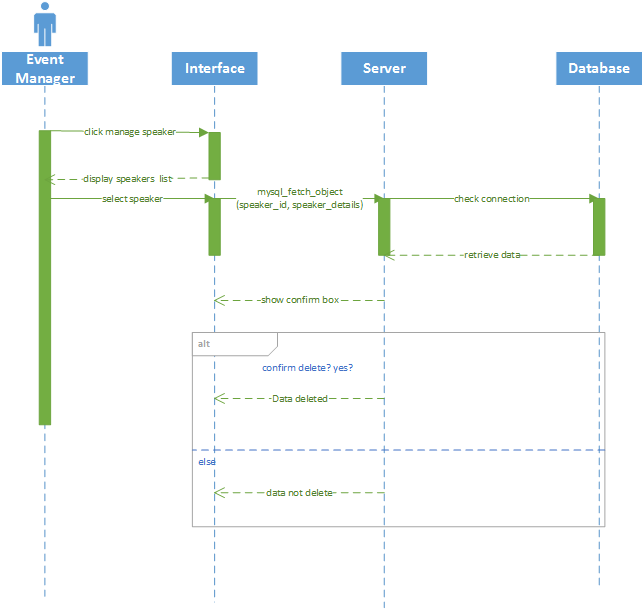 Event
Manager
Interface
Server
Database
click manage speaker
display speakers list
select speaker
mysql_fetch_object
(speaker_id, speaker_details)
check connection
retrieve data
show confirm box
alt
confirm delete? yes?
Data deleted
else
data not delete